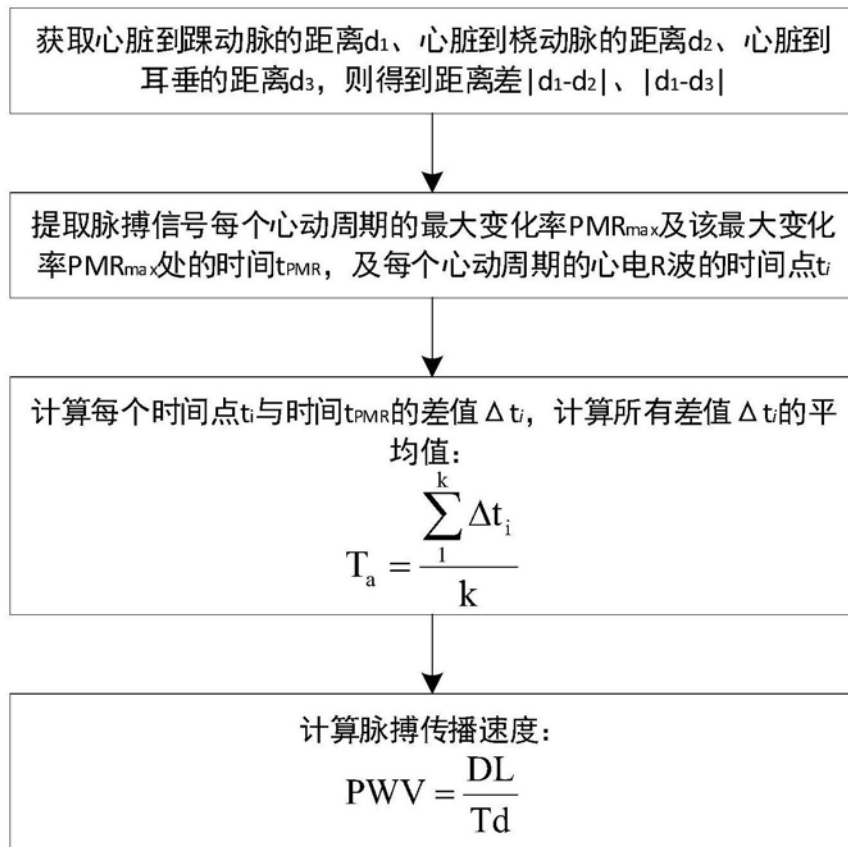 获取心脏到踝动脉的距离d₁、心脏到桡动脉的距离d₂、心脏到
耳垂的距离d₃，则得到距离差|d₁-d₂|、|d₁-d₃|
提取脉搏信号每个心动周期的最大变化率PMRmax及该最大变化
率PMRmax处的时间tPMR，及每个心动周期的心电R波的时间点ti
计算每个时间点ti与时间tPMR的差值Δti，计算所有差值Δti的平
均值：
Ta = (∑₁ᵏ Δti) / k
计算脉搏传播速度：
PWV = DL / Td